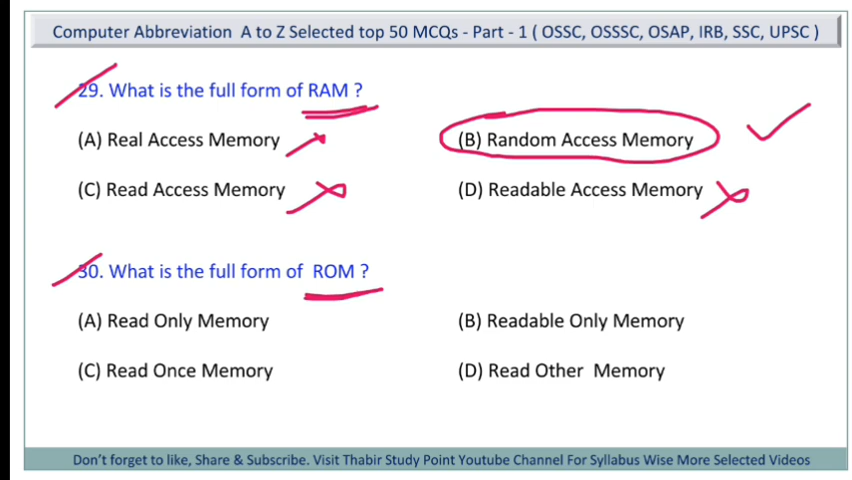 Computer Abbreviation A to Z Selected top 50 MCQs - Part - 1 ( OSSC, OSSSC, OSAP, IRB, SSC, UPSC )
29. What is the full form of RAM ?
(A) Real Access Memory (B) Random Access Memory
(C) Read Access Memory (D) Readable Access Memory
30. What is the full form of ROM ?
(A) Read Only Memory (B) Readable Only Memory
(C) Read Once Memory (D) Read Other Memory
Don't forget to like, Share & Subscribe. Visit Thabir Study Point Youtube Channel For Syllabus Wise More Selected Videos